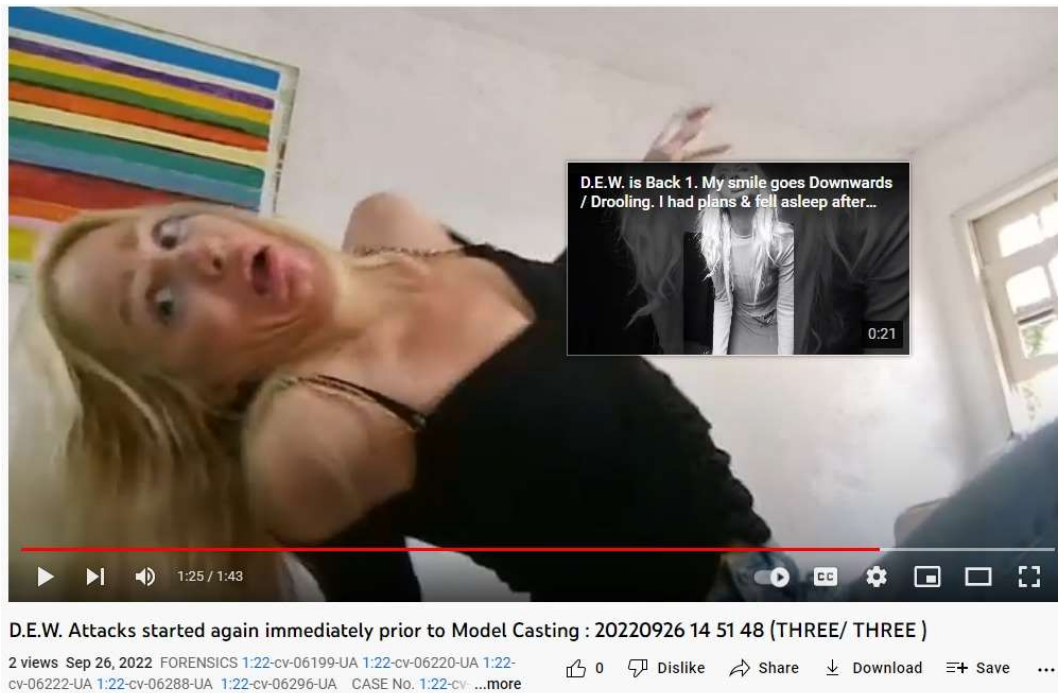 D.E.W. is Back 1. My smile goes Downwards
/ Drooling. I had plans & fell asleep after...
0:21
1:25 / 1:43
CC
D.E.W. Attacks started again immediately prior to Model Casting : 20220926 14 51 48 (THREE/ THREE )
2 views Sep 26, 2022 FORENSICS 1:22-cv-06199-UA 1:22-cv-06220-UA 1:22-
cv-06222-UA 1:22-cv-06288-UA 1:22-cv-06296-UA CASE No. 1:22-cv- ...more
0 Dislike Share Download Save ...